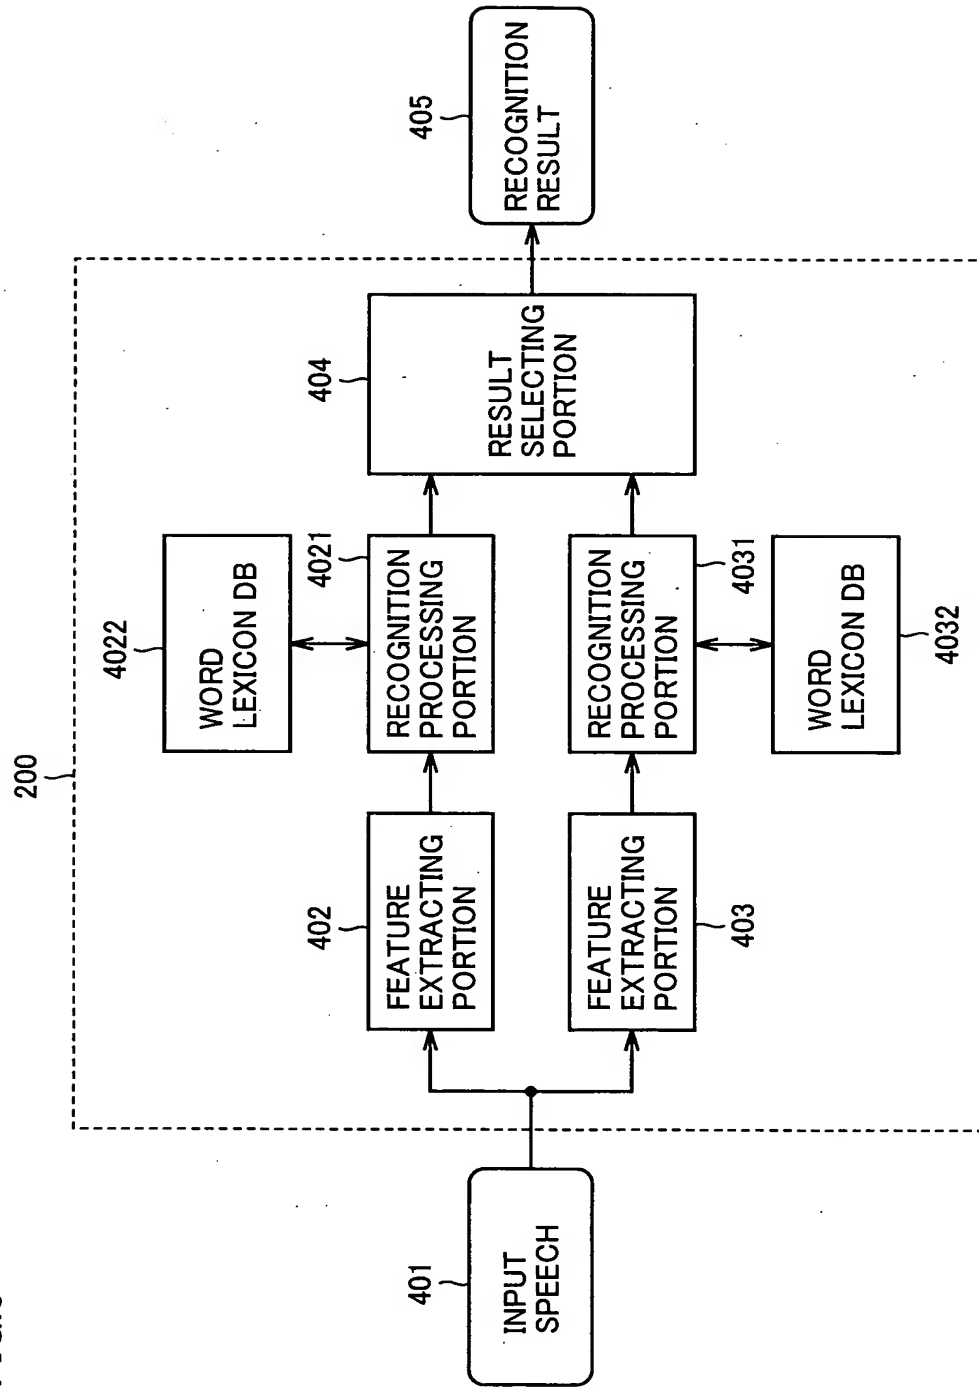 200
4022
WORD
LEXICON DB
402
FEATURE
EXTRACTING
PORTION
4021
RECOGNITION
PROCESSING
PORTION
404
RESULT
SELECTING
PORTION
401
INPUT
SPEECH
405
RECOGNITION
RESULT
FEATURE
EXTRACTING
PORTION
403
RECOGNITION
PROCESSING
PORTION
4031
WORD
LEXICON DB
4032